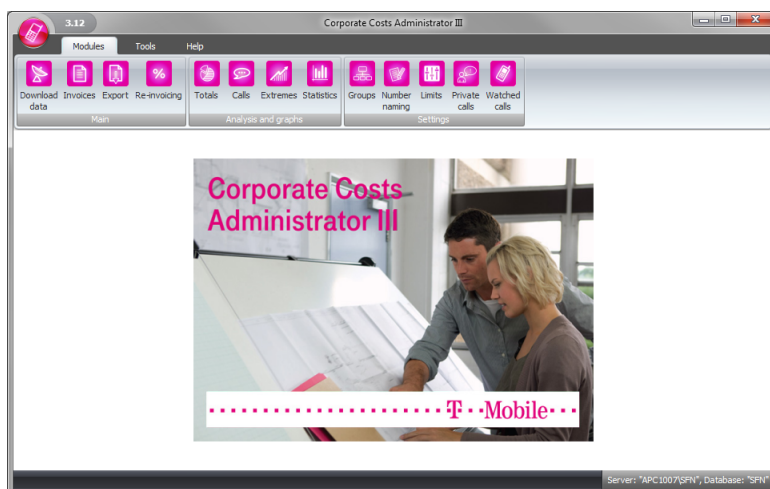 3.12
Corporate Costs Administrator III
Modules Tools Help
Download data
Invoices
Export
Re-invoicing
Totals
Calls
Extremes
Statistics
Groups
Number naming
Limits
Private calls
Watched calls
Main
Analysis and graphs
Settings
Corporate Costs
Administrator III
T··Mobile···
Server: "APC1007\SFN", Database: "SFN"